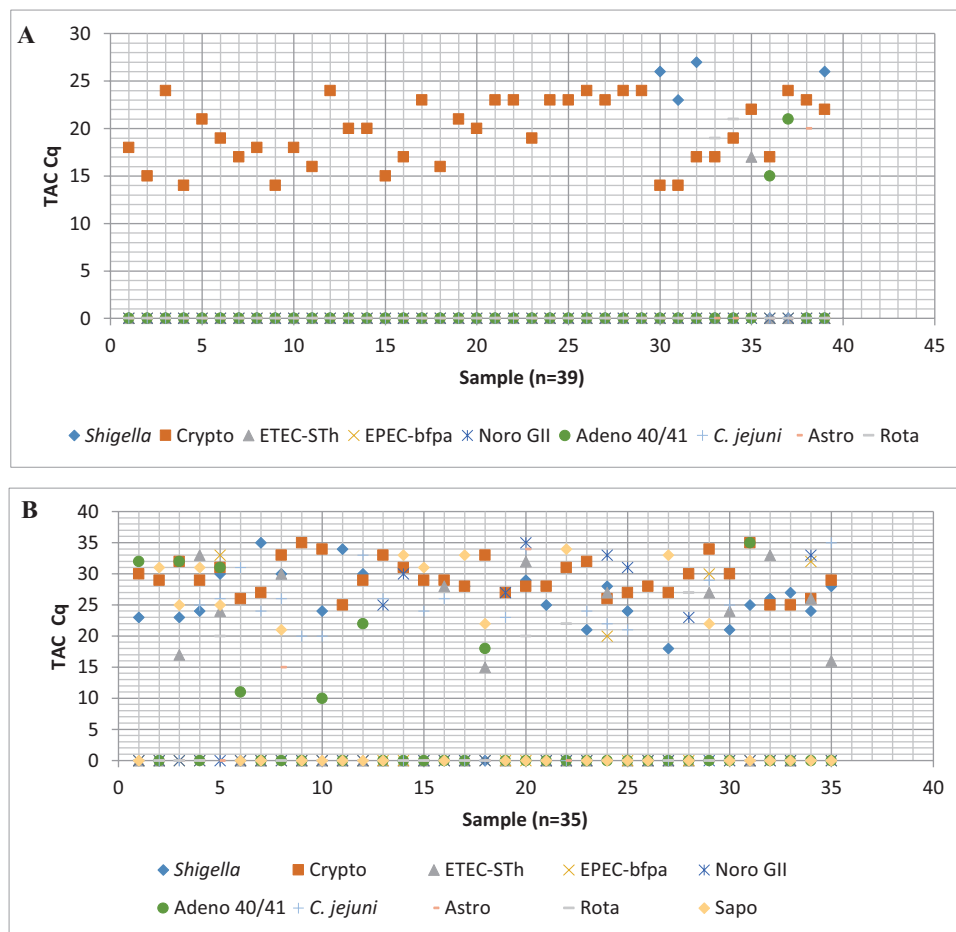 A
TAC Cq
30
25
20
15
10
5
0
0 5 10 15 20 25 30 35 40 45
Sample (n=39)
Shigella Crypto ETEC-STh EPEC-bfpa Noro GII Adeno 40/41 C. jejuni Astro Rota
B
TAC Cq
40
35
30
25
20
15
10
5
0
0 5 10 15 20 25 30 35 40
Sample (n=35)
Shigella Crypto ETEC-STh EPEC-bfpa Noro GII
Adeno 40/41 C. jejuni Astro Rota Sapo